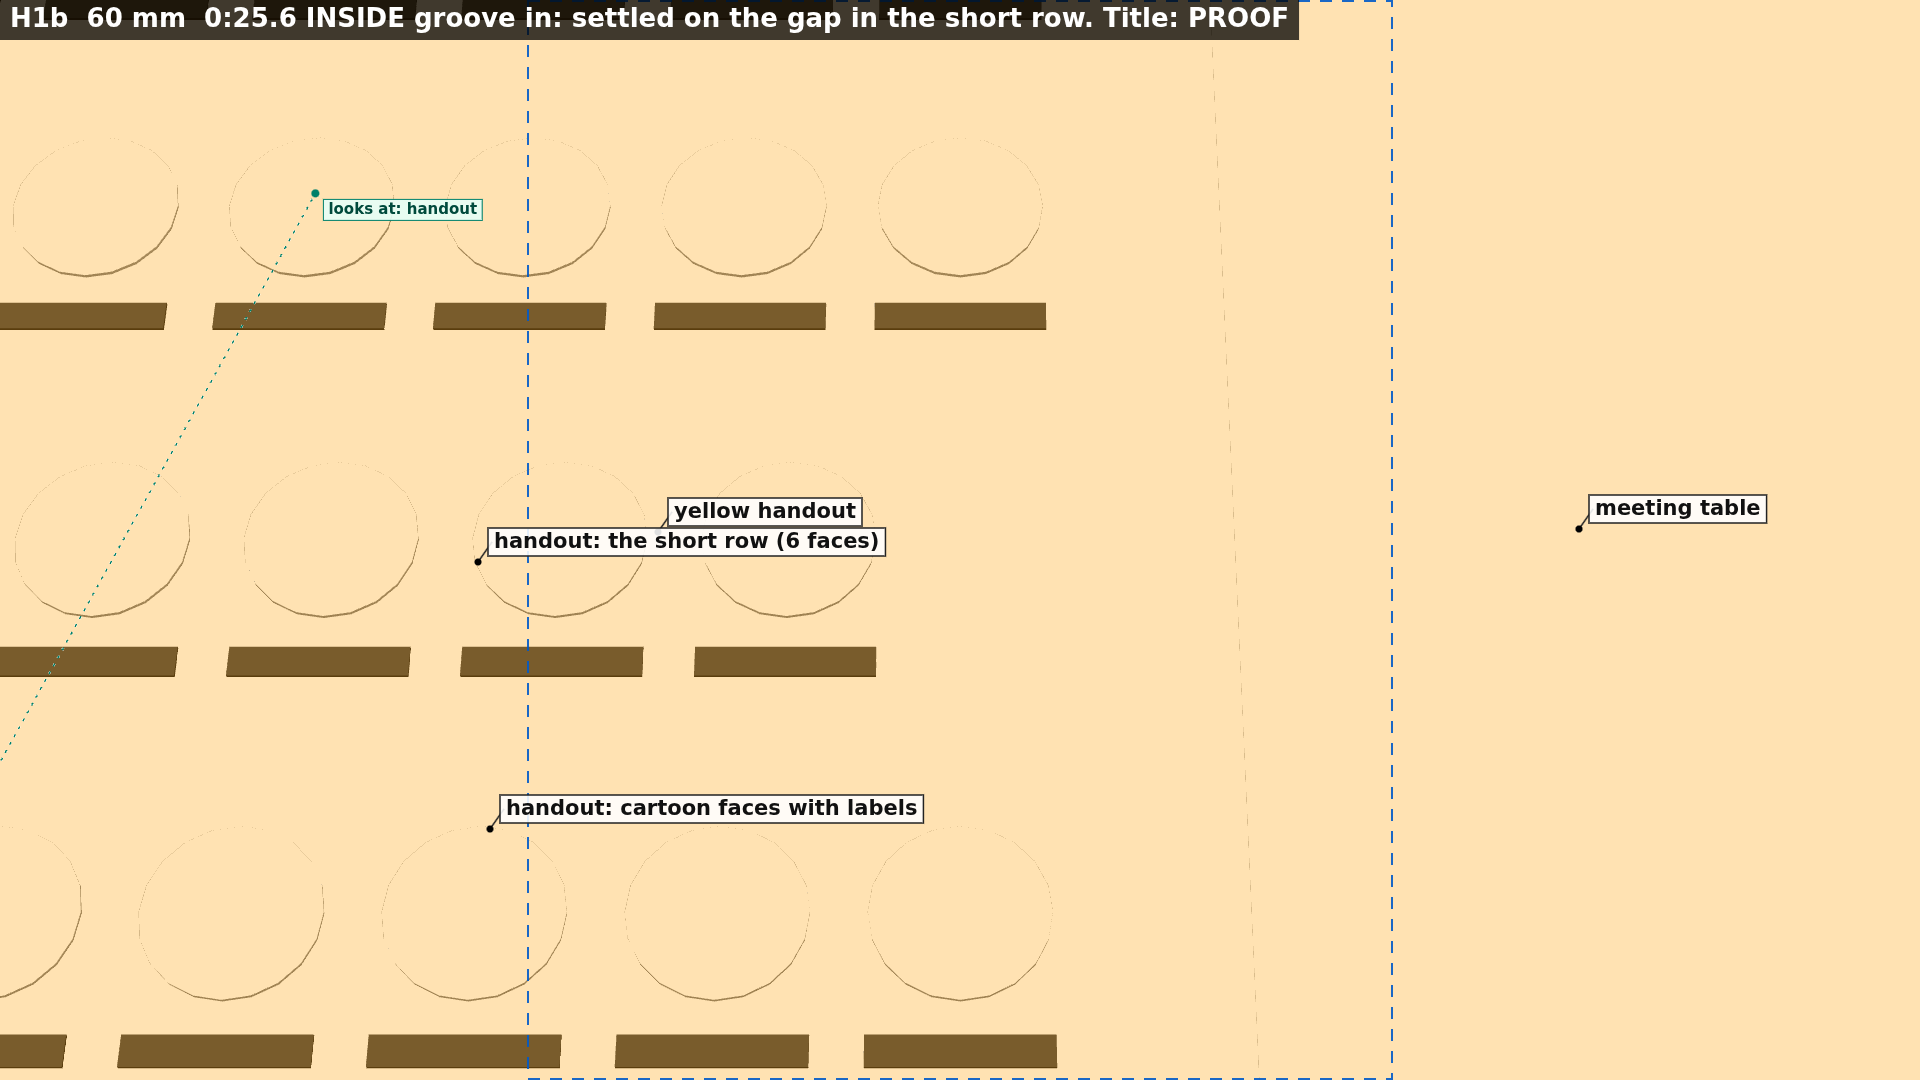 H1b  60 mm  0:25.6 INSIDE groove in: settled on the gap in the short row. Title: PROOF
looks at: handout
yellow handout
meeting table
handout: the short row (6 faces)
handout: cartoon faces with labels